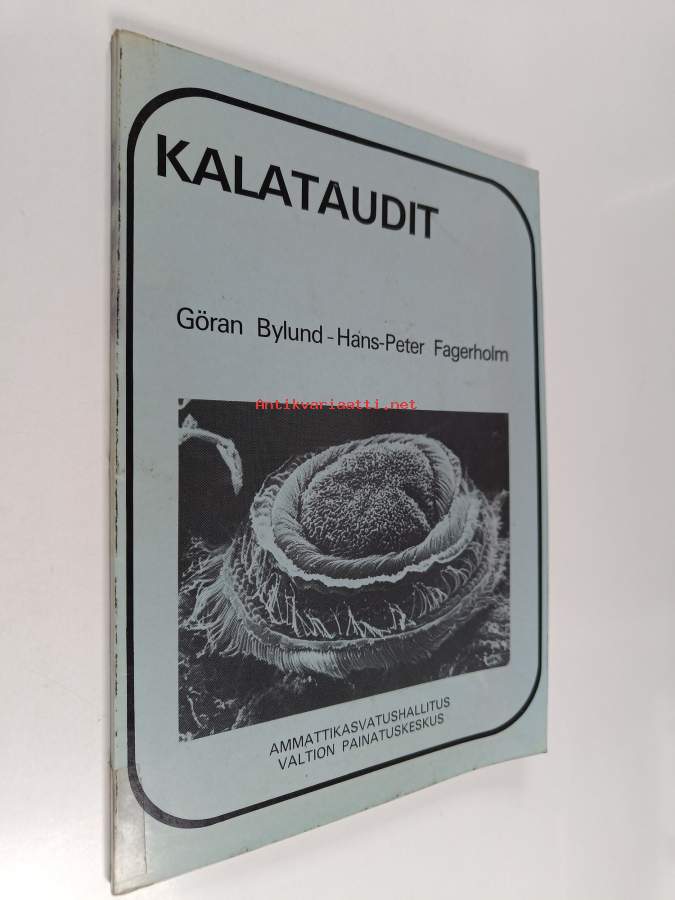 KALATAUDIT
Göran Bylund - Hans-Peter Fagerholm
Antikvariaatti.net
AMMATTIKASVATUSHALLITUS
VALTION PAINATUSKESKUS